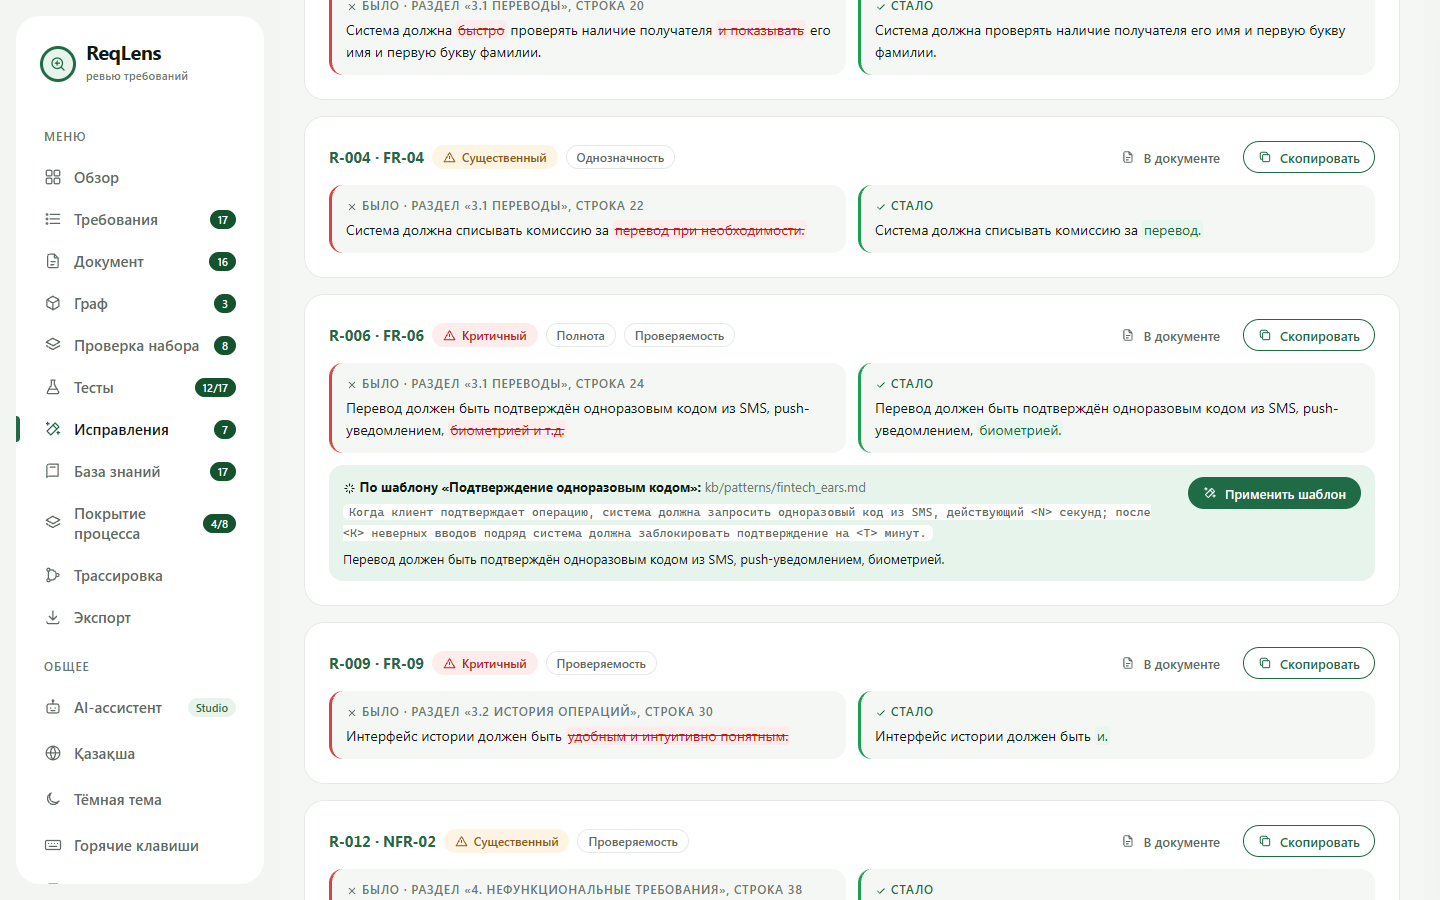 ReqLens
ревью требований
МЕНЮ
Обзор
Требования 17
Документ 16
Граф 3
Проверка набора 8
Тесты 12/17
Исправления 7
База знаний 17
Покрытие
процесса 4/8
Трассировка
Экспорт
ОБЩЕЕ
AI-ассистент Studio
Қазақша
Тёмная тема
Горячие клавиши
БЫЛО · РАЗДЕЛ «3.1 ПЕРЕВОДЫ», СТРОКА 20
Система должна быстро проверять наличие получателя и показывать его
имя и первую букву фамилии.
СТАЛО
Система должна проверять наличие получателя его имя и первую букву
фамилии.
R-004 · FR-04 Существенный Однозначность В документе Скопировать
БЫЛО · РАЗДЕЛ «3.1 ПЕРЕВОДЫ», СТРОКА 22
Система должна списывать комиссию за перевод при необходимости.
СТАЛО
Система должна списывать комиссию за перевод.
R-006 · FR-06 Критичный Полнота Проверяемость В документе Скопировать
БЫЛО · РАЗДЕЛ «3.1 ПЕРЕВОДЫ», СТРОКА 24
Перевод должен быть подтверждён одноразовым кодом из SMS, push-
уведомлением, биометрией и т.д.
СТАЛО
Перевод должен быть подтверждён одноразовым кодом из SMS, push-
уведомлением, биометрией.
По шаблону «Подтверждение одноразовым кодом»: kb/patterns/fintech_ears.md
Применить шаблон
Когда клиент подтверждает операцию, система должна запросить одноразовый код из SMS, действующий <N> секунд; после
<K> неверных вводов подряд система должна заблокировать подтверждение на <T> минут.
Перевод должен быть подтверждён одноразовым кодом из SMS, push-уведомлением, биометрией.
R-009 · FR-09 Критичный Проверяемость В документе Скопировать
БЫЛО · РАЗДЕЛ «3.2 ИСТОРИЯ ОПЕРАЦИЙ», СТРОКА 30
Интерфейс истории должен быть удобным и интуитивно понятным.
СТАЛО
Интерфейс истории должен быть и.
R-012 · NFR-02 Существенный Проверяемость В документе Скопировать
БЫЛО · РАЗДЕЛ «4. НЕФУНКЦИОНАЛЬНЫЕ ТРЕБОВАНИЯ», СТРОКА 38
СТАЛО